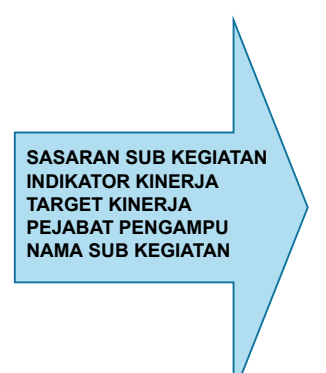 SASARAN SUB KEGIATAN
INDIKATOR KINERJA
TARGET KINERJA
PEJABAT PENGAMPU
NAMA SUB KEGIATAN